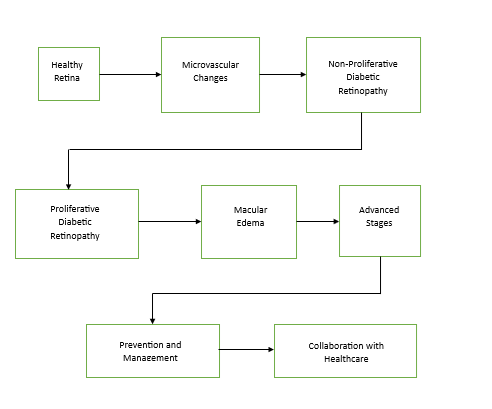 Healthy
Retina
Microvascular
Changes
Non-Proliferative
Diabetic
Retinopathy
Proliferative
Diabetic
Retinopathy
Macular
Edema
Advanced
Stages
Prevention and
Management
Collaboration with
Healthcare